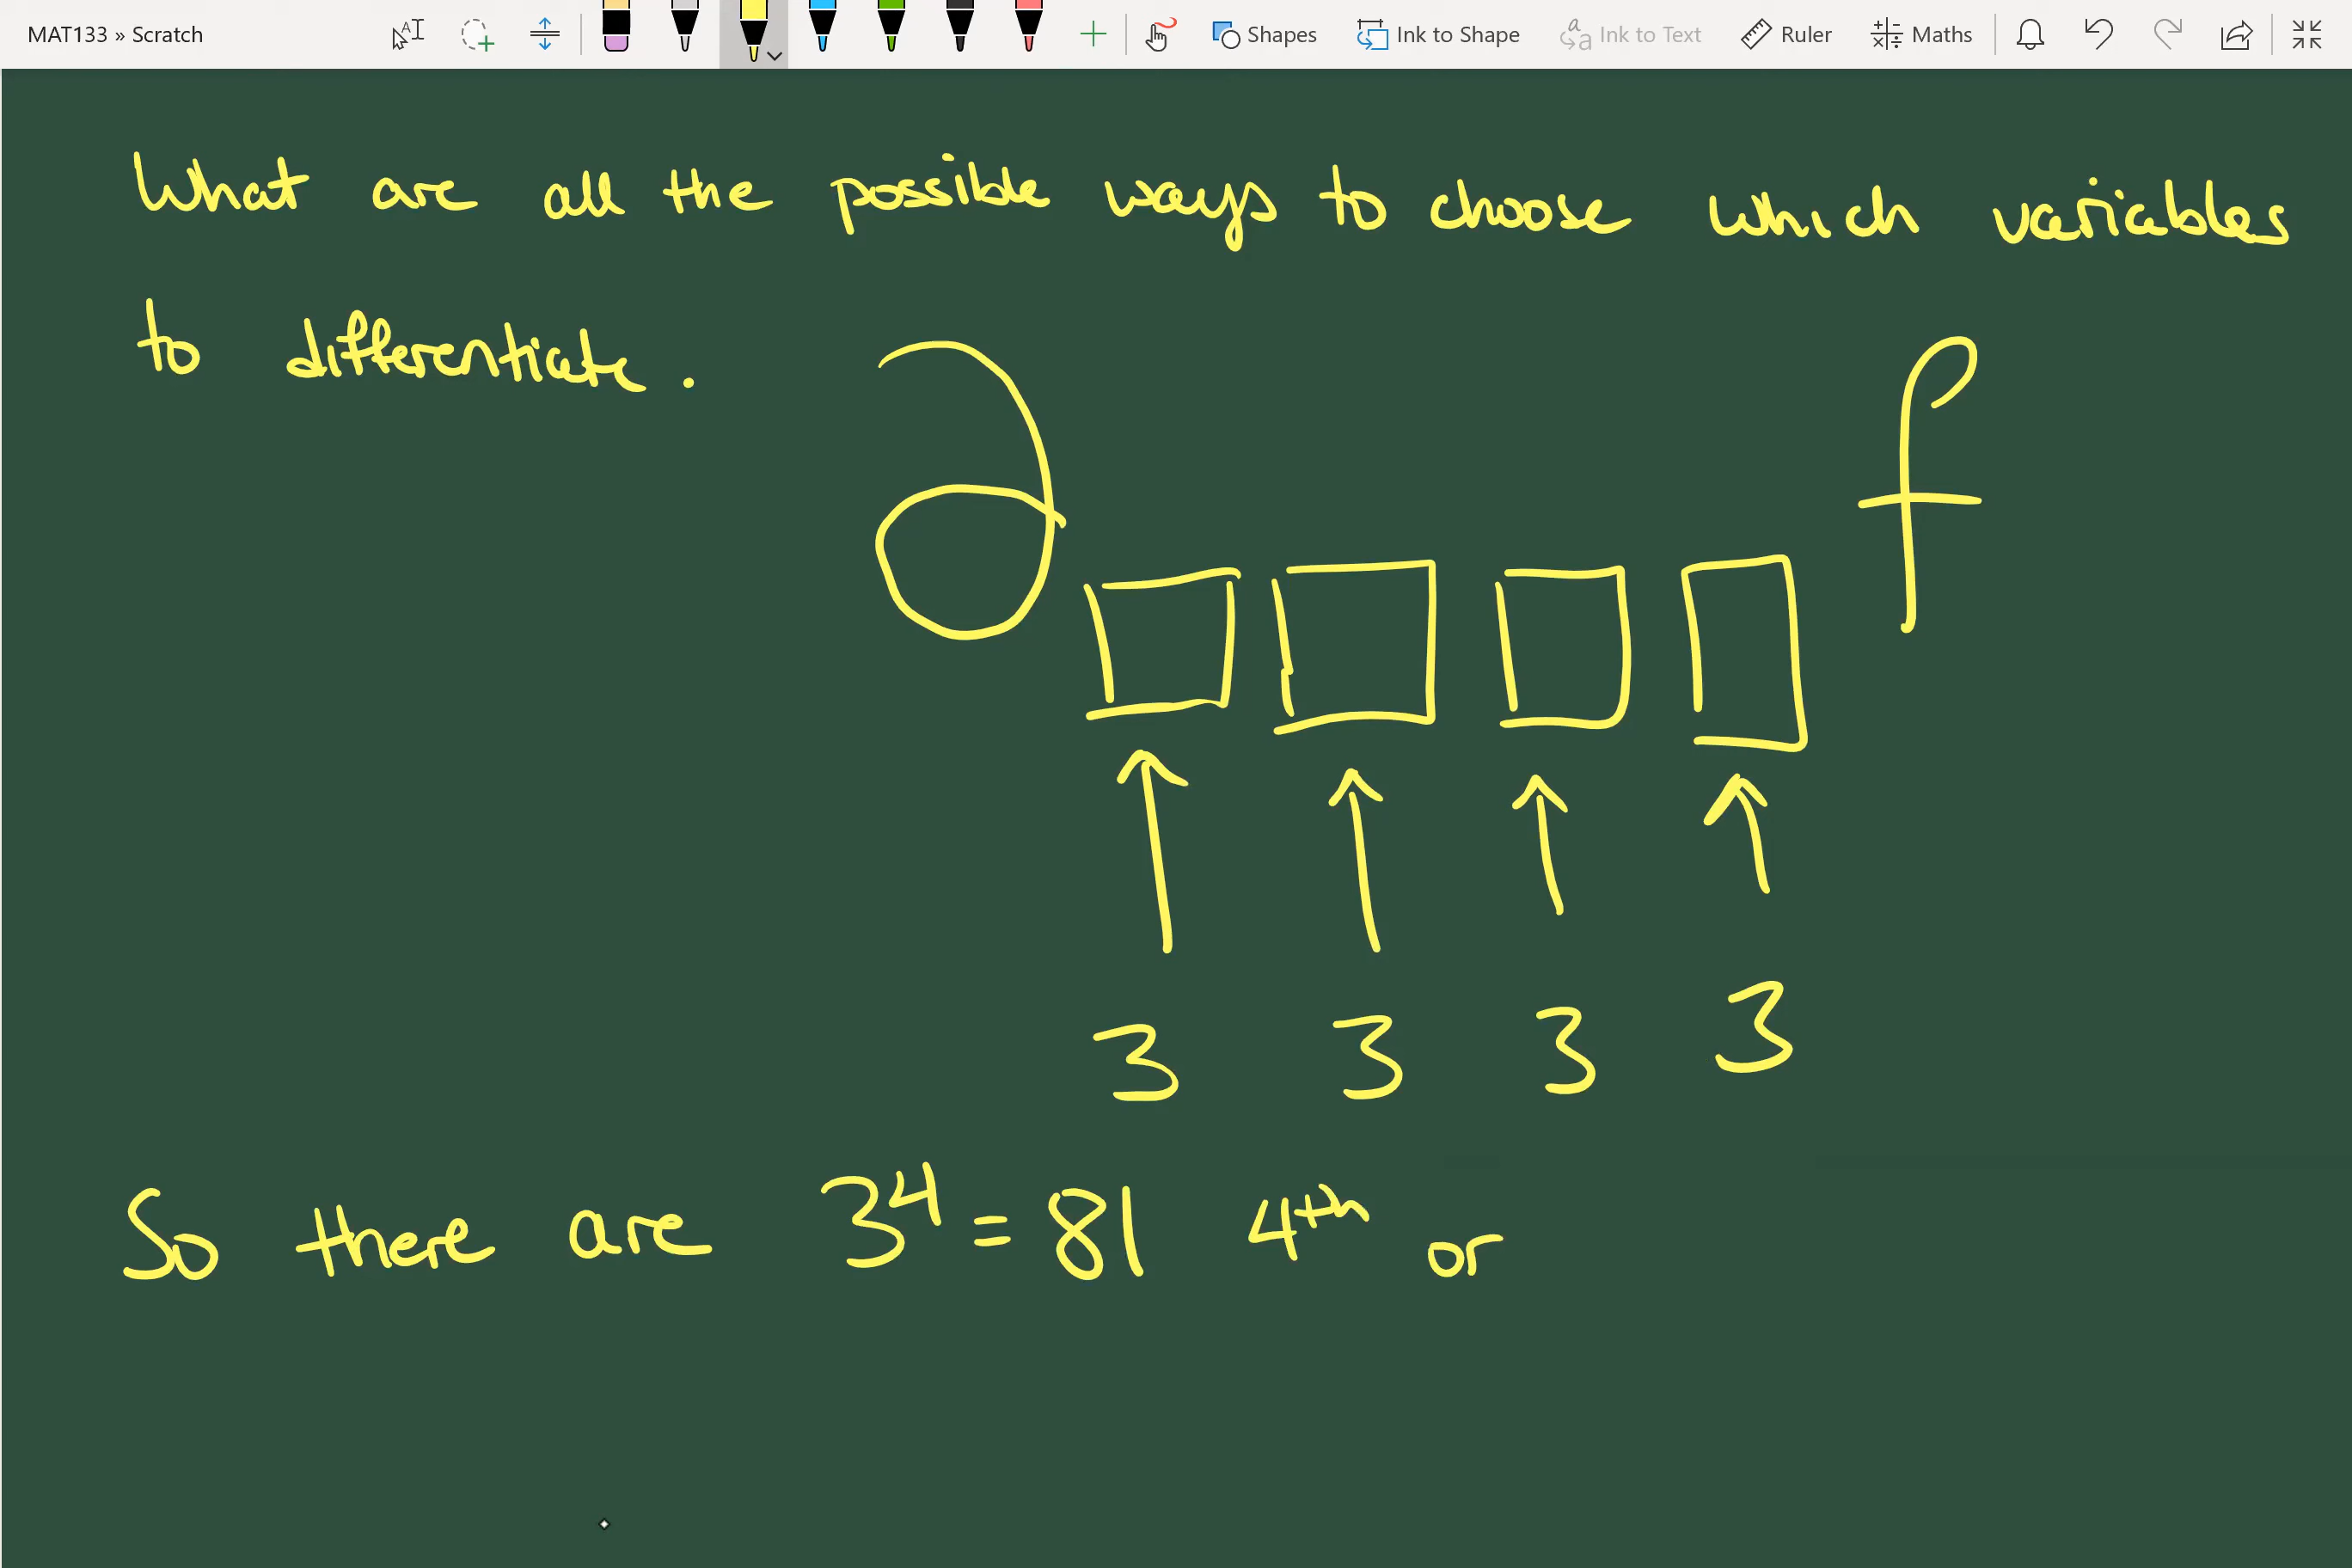 MAT133 » Scratch
Shapes
Ink to Shape
Ink to Text
Ruler
Maths
What are all the possible ways to choose which variables
to differentiate.
∂ □ □ □ □ f
3 3 3 3
So there are 3⁴ = 81 4th or